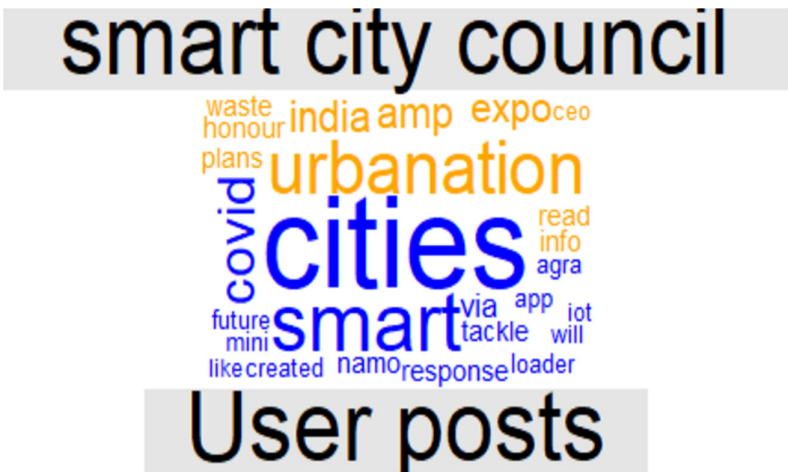 smart city council
waste
honour india amp expo ceo
plans urbanation
covid cities read
info
agra
future smart via app iot
mini tackle will
like created namo response loader
User posts